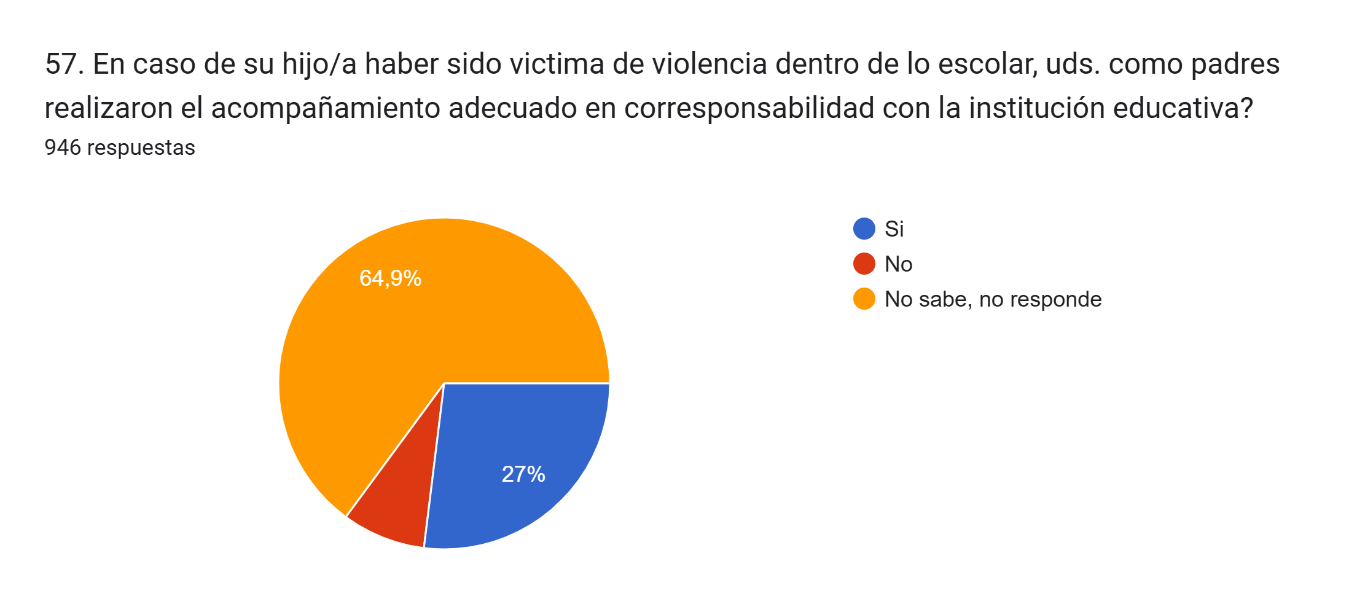 57. En caso de su hijo/a haber sido victima de violencia dentro de lo escolar, uds. como padres
realizaron el acompañamiento adecuado en corresponsabilidad con la institución educativa?
946 respuestas
Si
No
No sabe, no responde
64,9%
27%